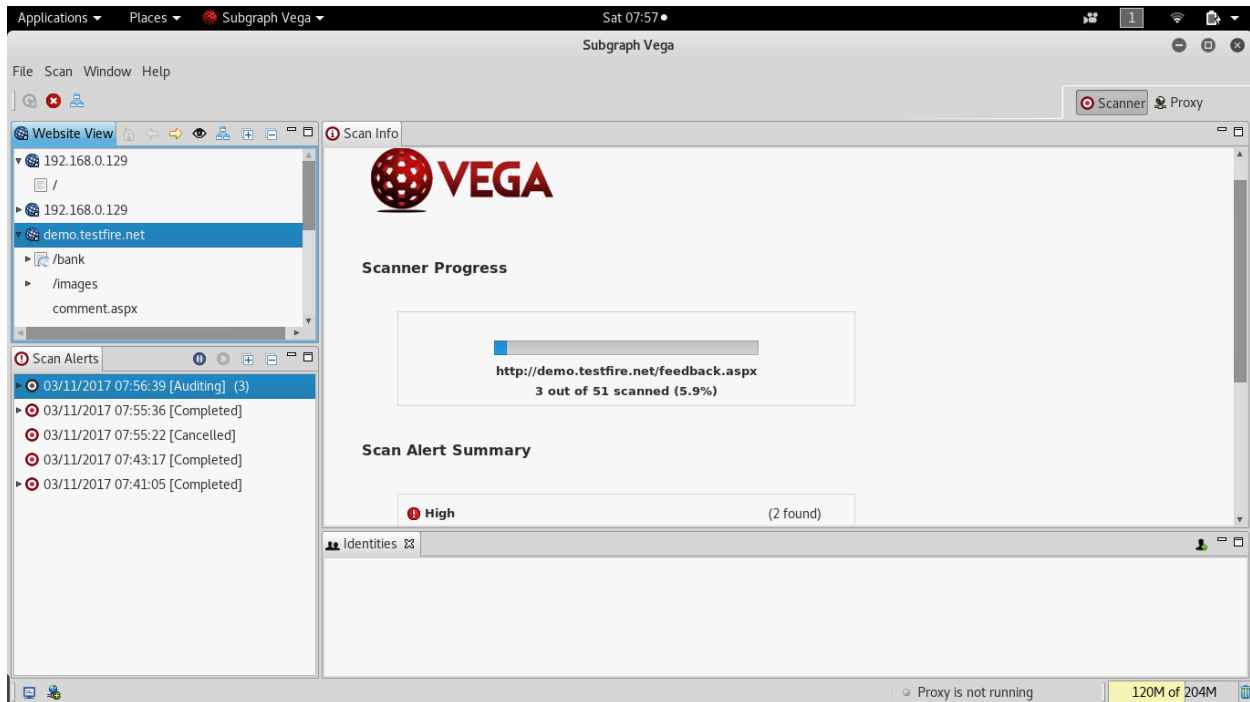 Applications Places Subgraph Vega Sat 07:57 1
Subgraph Vega
File Scan Window Help
Scanner Proxy
Website View
192.168.0.129
/
192.168.0.129
demo.testfire.net
/bank
/images
comment.aspx
Scan Alerts
03/11/2017 07:56:39 [Auditing] (3)
03/11/2017 07:55:36 [Completed]
03/11/2017 07:55:22 [Cancelled]
03/11/2017 07:43:17 [Completed]
03/11/2017 07:41:05 [Completed]
Scan Info
VEGA
Scanner Progress
http://demo.testfire.net/feedback.aspx
3 out of 51 scanned (5.9%)
Scan Alert Summary
High (2 found)
Identities
Proxy is not running 120M of 204M